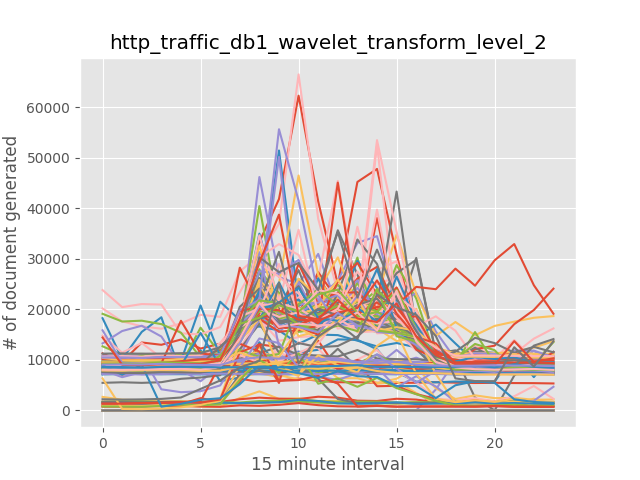 http_traffic_db1_wavelet_transform_level_2
# of document generated
60000
50000
40000
30000
20000
10000
0
0 5 10 15 20
15 minute interval